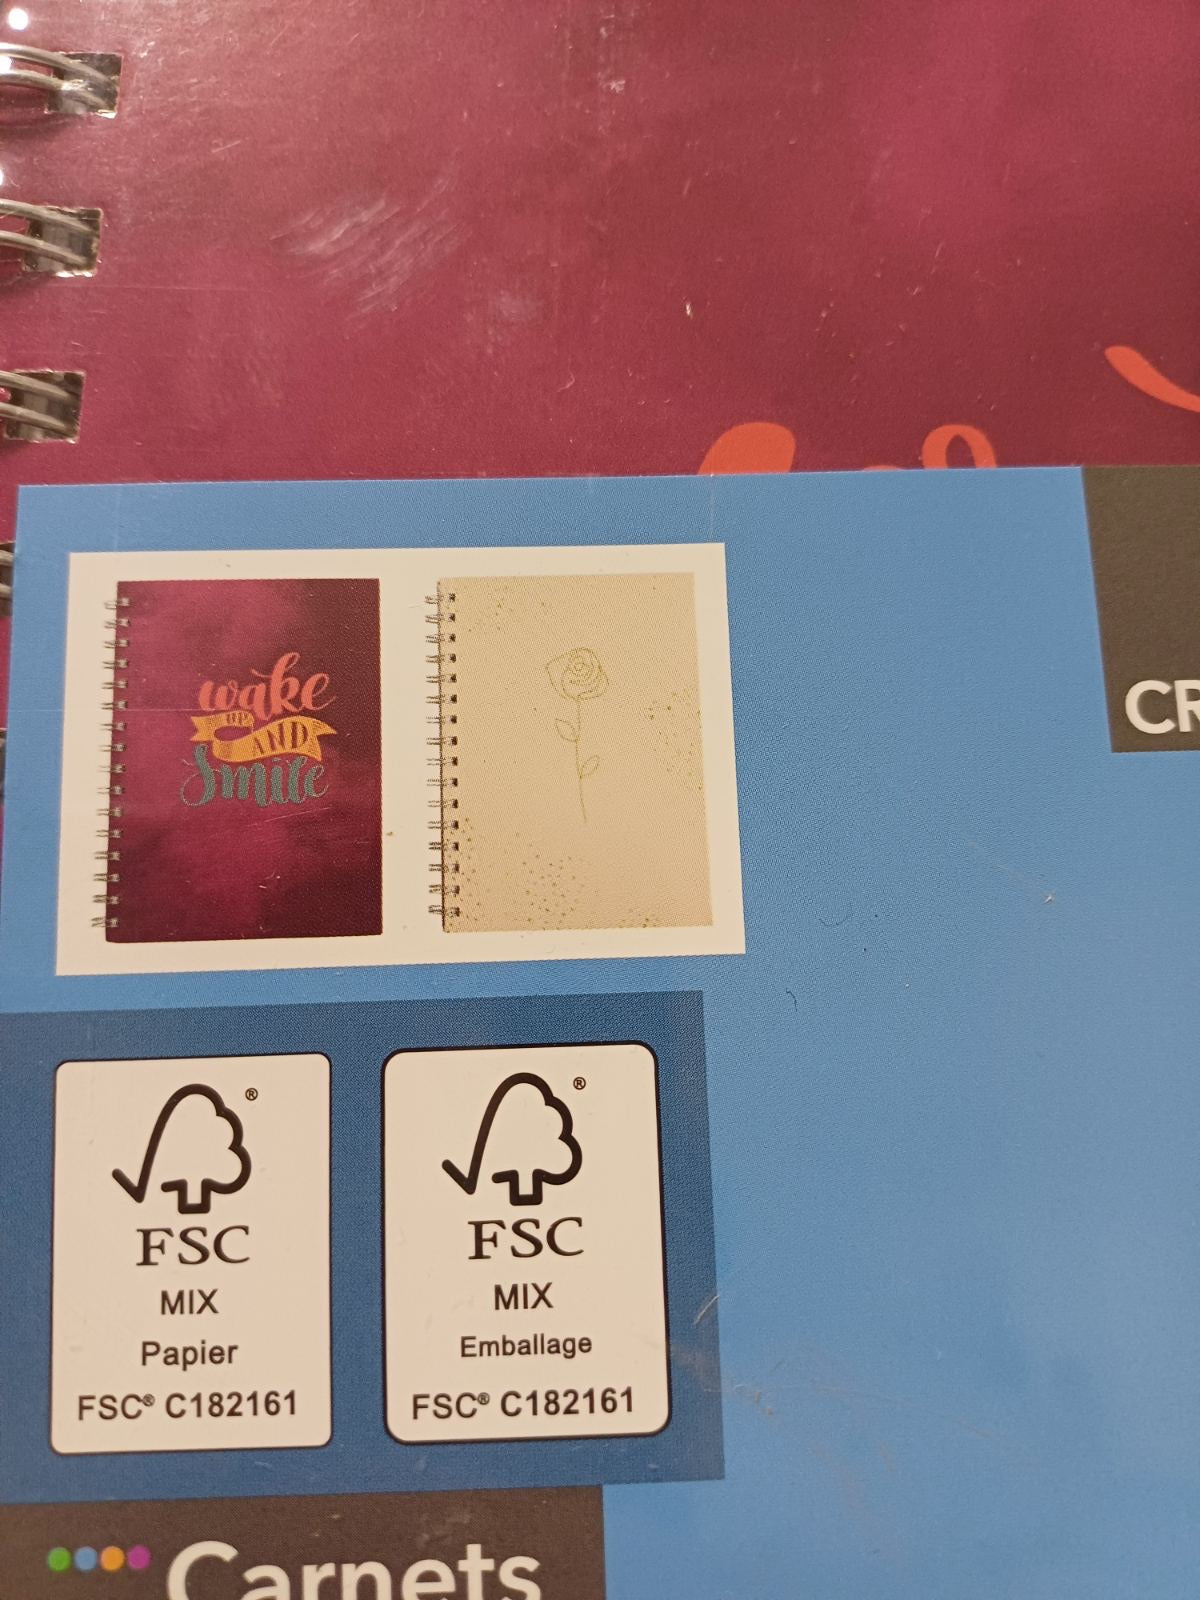 CR
wake
UP
AND
Smile
®
FSC
MIX
Papier
FSC® C182161
®
FSC
MIX
Emballage
FSC® C182161
Carnets